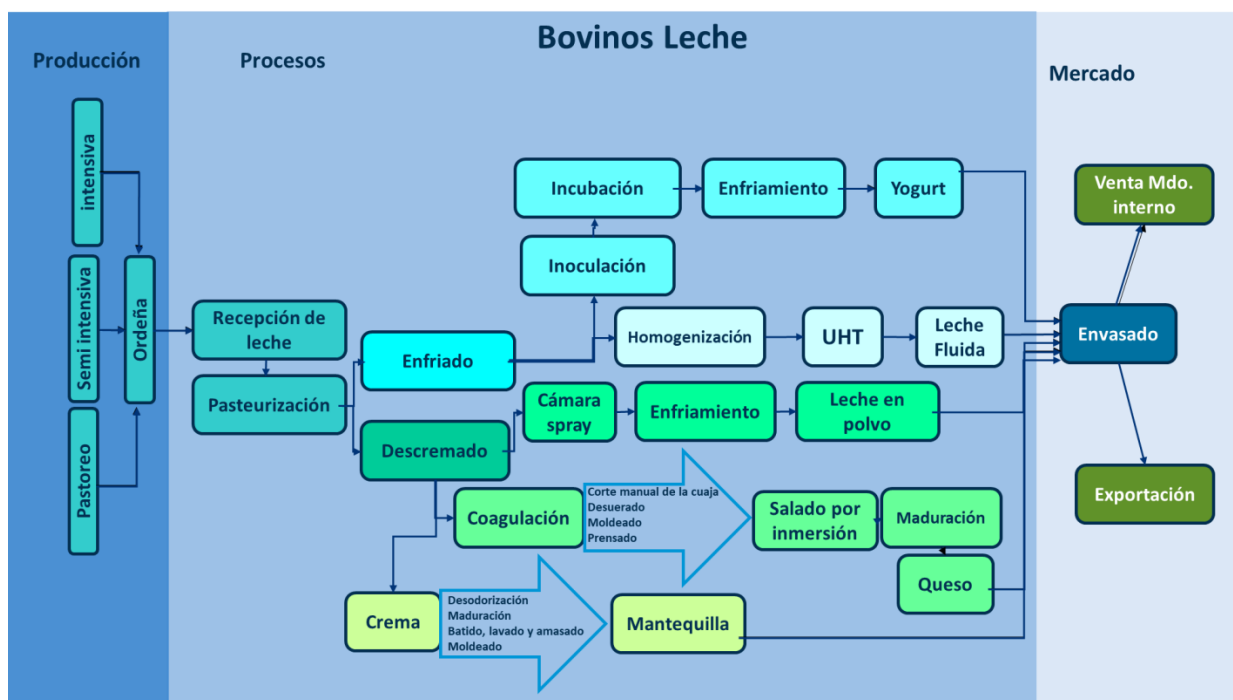 Bovinos Leche
Producción
Procesos
Mercado
intensiva
Semi intensiva
Pastoreo
Ordeña
Recepción de
leche
Pasteurización
Enfriado
Descremado
Inoculación
Incubación
Enfriamiento
Yogurt
Homogenización
UHT
Leche
Fluida
Cámara
spray
Enfriamiento
Leche en
polvo
Coagulación
Corte manual de la cuaja
Desuerado
Moldeado
Prensado
Salado por
inmersión
Maduración
Queso
Crema
Desodorización
Maduración
Batido, lavado y amasado
Moldeado
Mantequilla
Envasado
Venta Mdo.
interno
Exportación